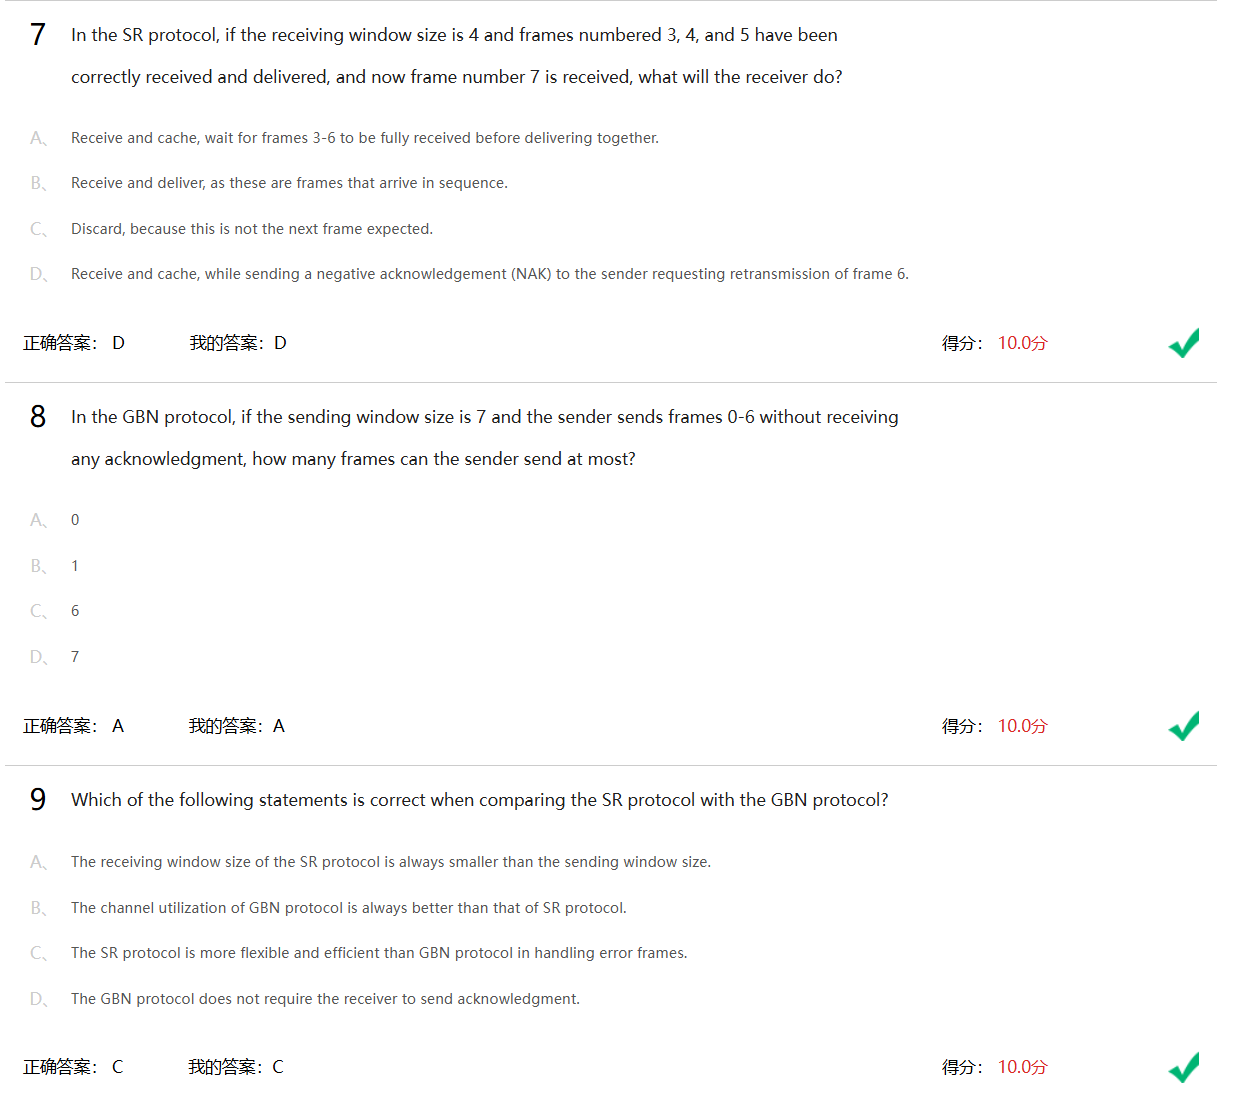 7 In the SR protocol, if the receiving window size is 4 and frames numbered 3, 4, and 5 have been
correctly received and delivered, and now frame number 7 is received, what will the receiver do?
A、 Receive and cache, wait for frames 3-6 to be fully received before delivering together.
B、 Receive and deliver, as these are frames that arrive in sequence.
C、 Discard, because this is not the next frame expected.
D、 Receive and cache, while sending a negative acknowledgement (NAK) to the sender requesting retransmission of frame 6.
正确答案： D 我的答案：D 得分： 10.0分
8 In the GBN protocol, if the sending window size is 7 and the sender sends frames 0-6 without receiving
any acknowledgment, how many frames can the sender send at most?
A、 0
B、 1
C、 6
D、 7
正确答案： A 我的答案：A 得分： 10.0分
9 Which of the following statements is correct when comparing the SR protocol with the GBN protocol?
A、 The receiving window size of the SR protocol is always smaller than the sending window size.
B、 The channel utilization of GBN protocol is always better than that of SR protocol.
C、 The SR protocol is more flexible and efficient than GBN protocol in handling error frames.
D、 The GBN protocol does not require the receiver to send acknowledgment.
正确答案： C 我的答案：C 得分： 10.0分